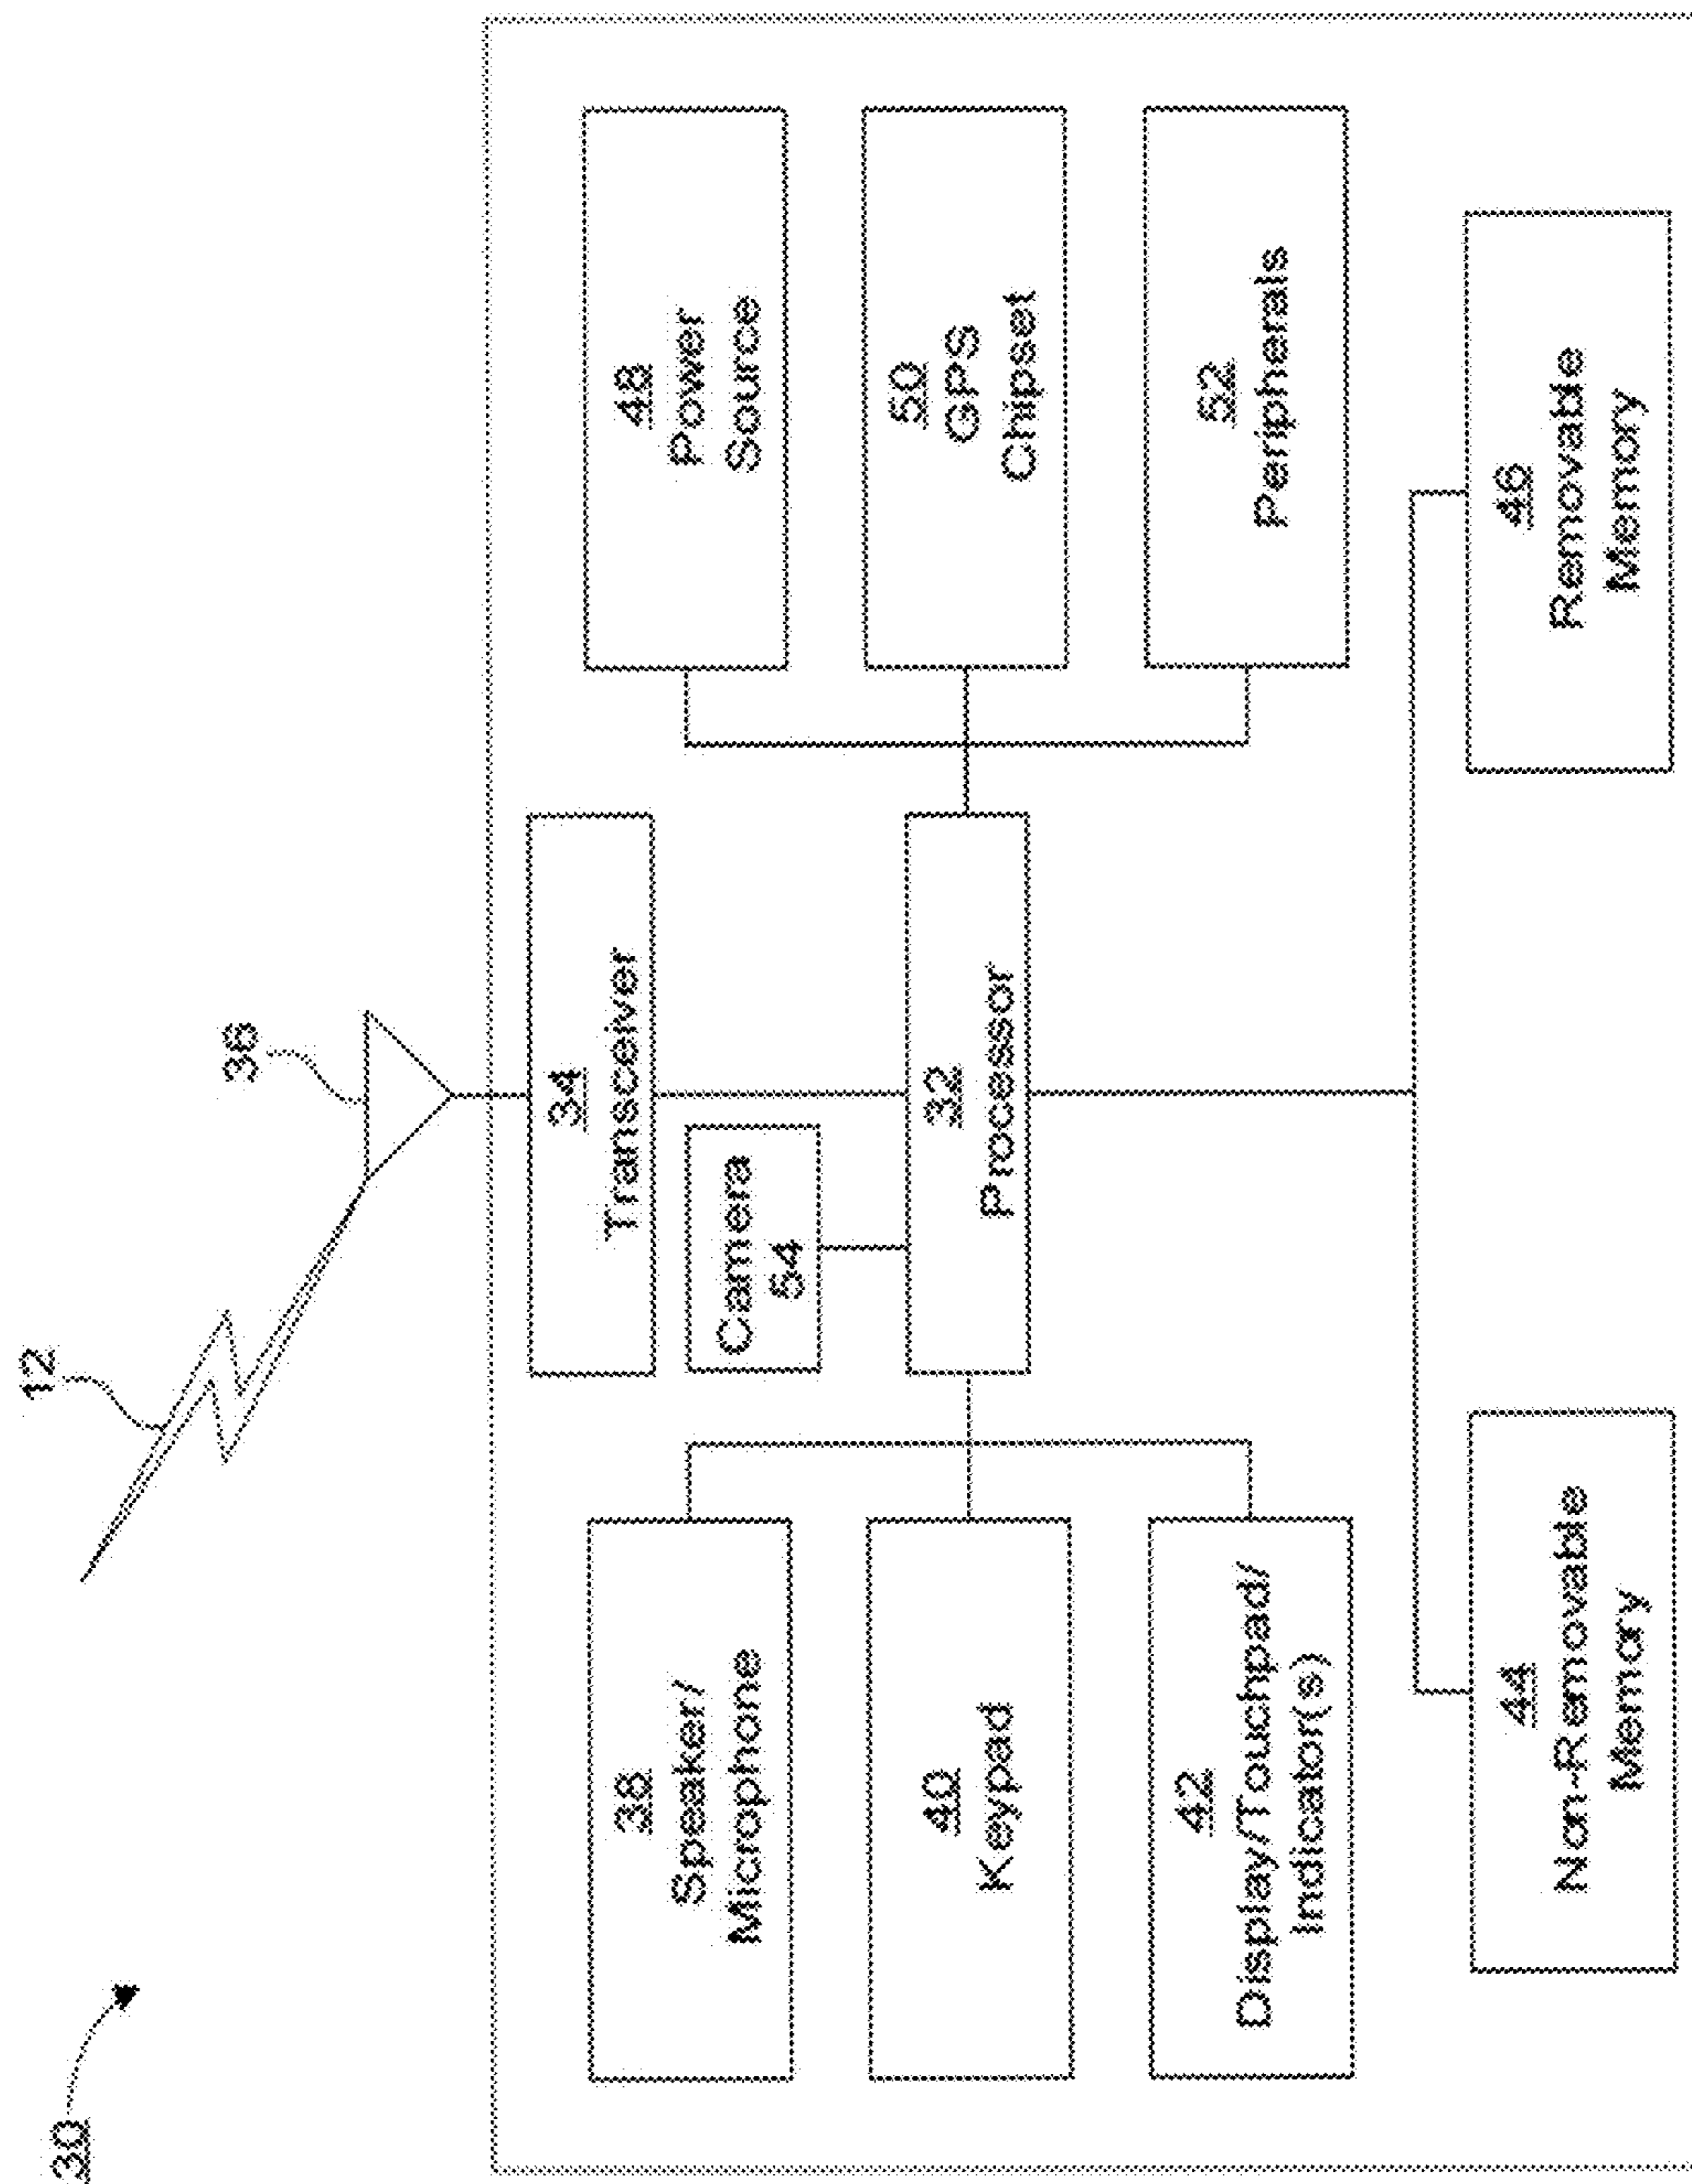 30
12
36
34
Transceiver
Camera
54
32
Processor
38
Speaker/
Microphone
40
Keypad
42
Display/Touchpad/
Indicator(s)
48
Power
Source
50
GPS
Chipset
52
Peripherals
44
Non-Removable
Memory
46
Removable
Memory